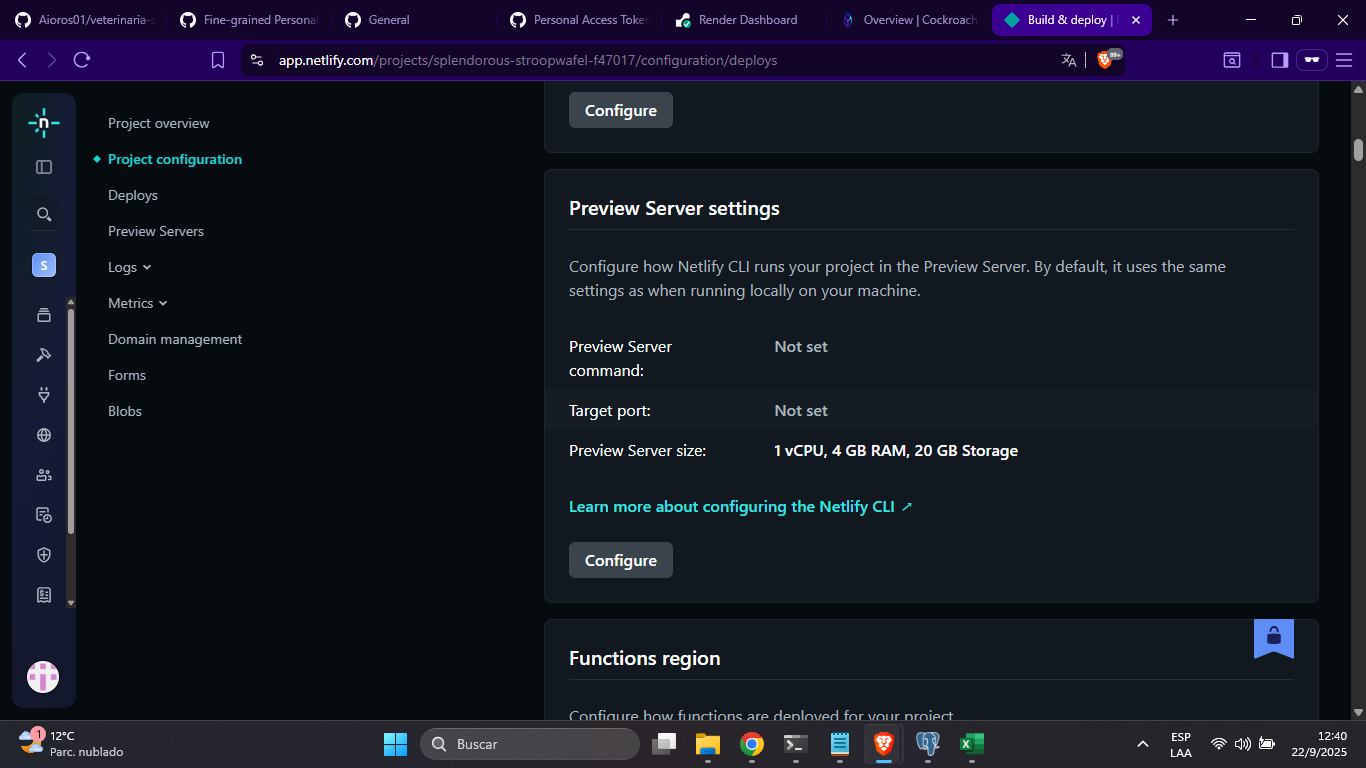 Aioros01/veterinaria-s
Fine-grained Personal
General
Personal Access Token
Render Dashboard
Overview | Cockroach
Build & deploy |
app.netlify.com/projects/splendorous-stroopwafel-f47017/configuration/deploys
99+
n
S
Project overview
Project configuration
Deploys
Preview Servers
Logs
Metrics
Domain management
Forms
Blobs
Configure
Preview Server settings
Configure how Netlify CLI runs your project in the Preview Server. By default, it uses the same
settings as when running locally on your machine.
Preview Server
command:
Not set
Target port:
Not set
Preview Server size:
1 vCPU, 4 GB RAM, 20 GB Storage
Learn more about configuring the Netlify CLI ↗
Configure
Functions region
Configure how functions are deployed for your project
1
12°C
Parc. nublado
Buscar
ESP
LAA
12:40
22/9/2025